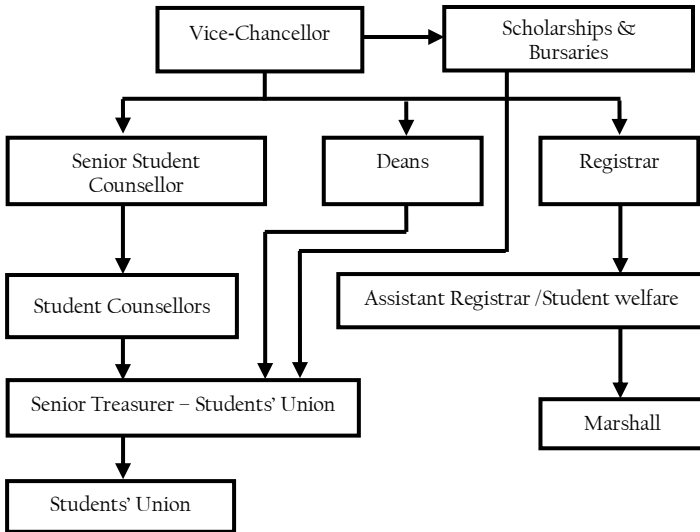 Vice-Chancellor
Scholarships &
Bursaries
Senior Student
Counsellor
Deans
Registrar
Student Counsellors
Assistant Registrar /Student welfare
Senior Treasurer – Students’ Union
Marshall
Students’ Union